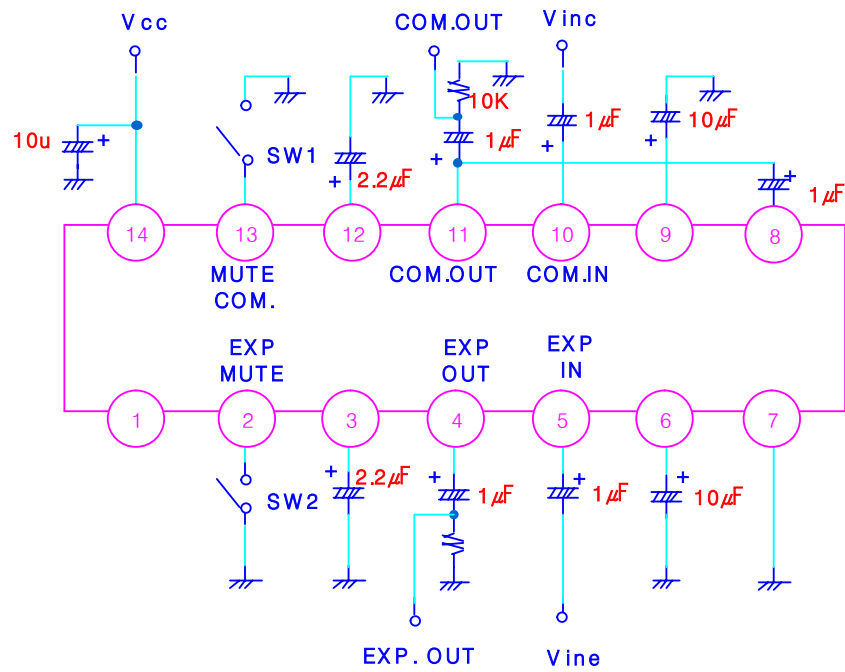 Vcc
COM.OUT
Vinc
10K
10u
+
1μF
1μF
10μF
SW1
+
2.2μF
+
+
+
+
1μF
14
13
12
11
10
9
8
MUTE
COM.
COM.OUT
COM.IN
EXP
MUTE
EXP
OUT
EXP
IN
1
2
3
4
5
6
7
+
2.2μF
+
1μF
+
1μF
+
10μF
SW2
EXP. OUT
Vine